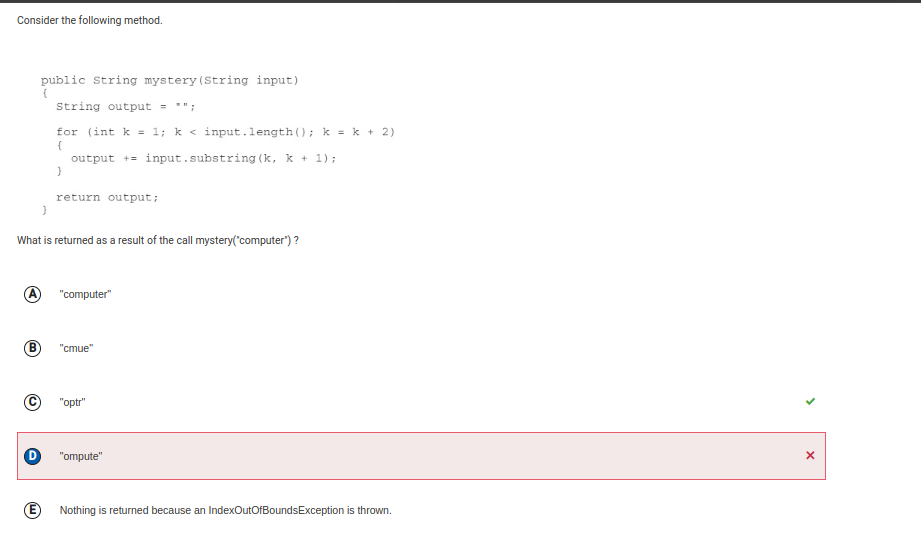 Consider the following method.
public String mystery(String input)
{
String output = "";
for (int k = 1; k < input.length(); k = k + 2)
{
output += input.substring(k, k + 1);
}
return output;
}
What is returned as a result of the call mystery("computer") ?
A "computer"
B "cmue"
C "optr"
D "ompute"
E Nothing is returned because an IndexOutOfBoundsException is thrown.